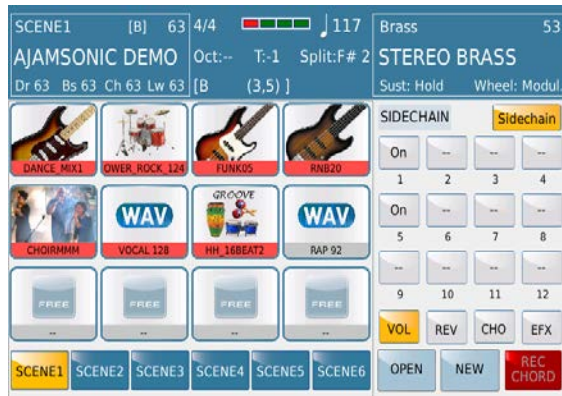 SCENE1 [B] 63 4/4 117 Brass 53
AJAMSONIC DEMO Oct:-- T:-1 Split:F# 2 STEREO BRASS
Dr 63 Bs 63 Ch 63 Lw 63 [B (3,5) ] Sust: Hold Wheel: Modul.
SIDECHAIN Sidechain
On -- -- --
DANCE_MIX1 OWER_ROCK_124 FUNK05 RNB20
1 2 3 4
GROOVE
WAV WAV
On -- -- --
CHOIRMMM VOCAL 128 HH_16BEAT2 RAP 92
5 6 7 8
-- -- -- --
FREE FREE FREE FREE
9 10 11 12
-- -- -- --
VOL REV CHO EFX
SCENE1 SCENE2 SCENE3 SCENE4 SCENE5 SCENE6 OPEN NEW REC CHORD